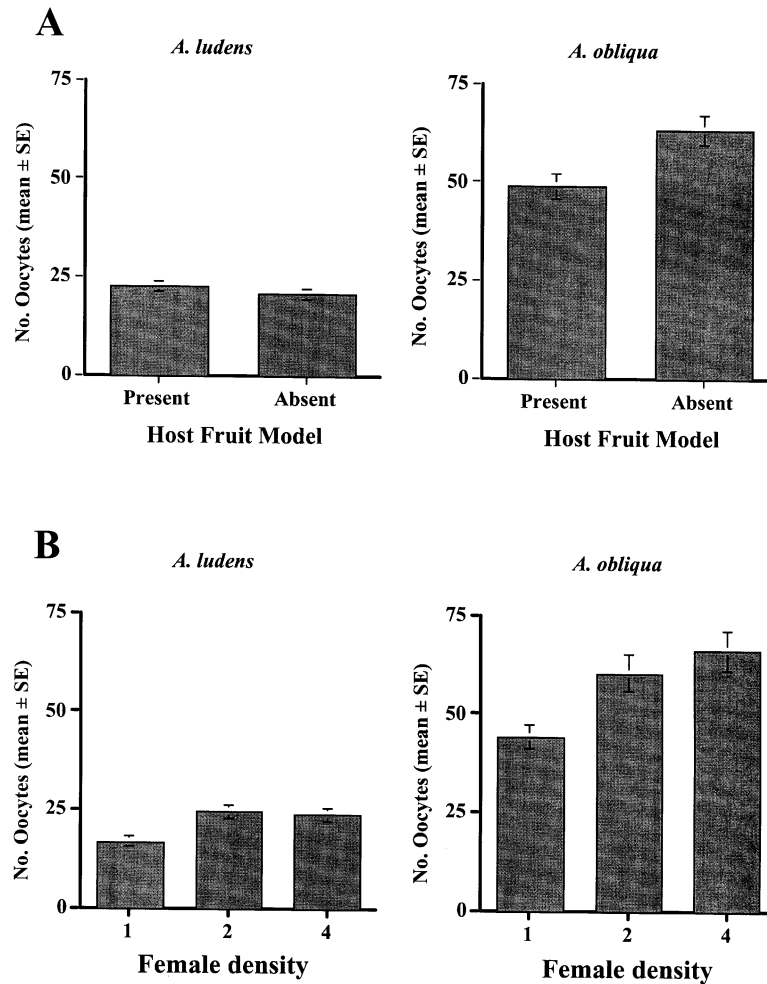 A
A. ludens
A. obliqua
No. Oocytes (mean ± SE)
75
50
25
0
Present
Absent
Host Fruit Model
No. Oocytes (mean ± SE)
75
50
25
0
Present
Absent
Host Fruit Model
B
A. ludens
A. obliqua
No. Oocytes (mean ± SE)
75
50
25
0
1
2
4
Female density
No. Oocytes (mean ± SE)
75
50
25
0
1
2
4
Female density